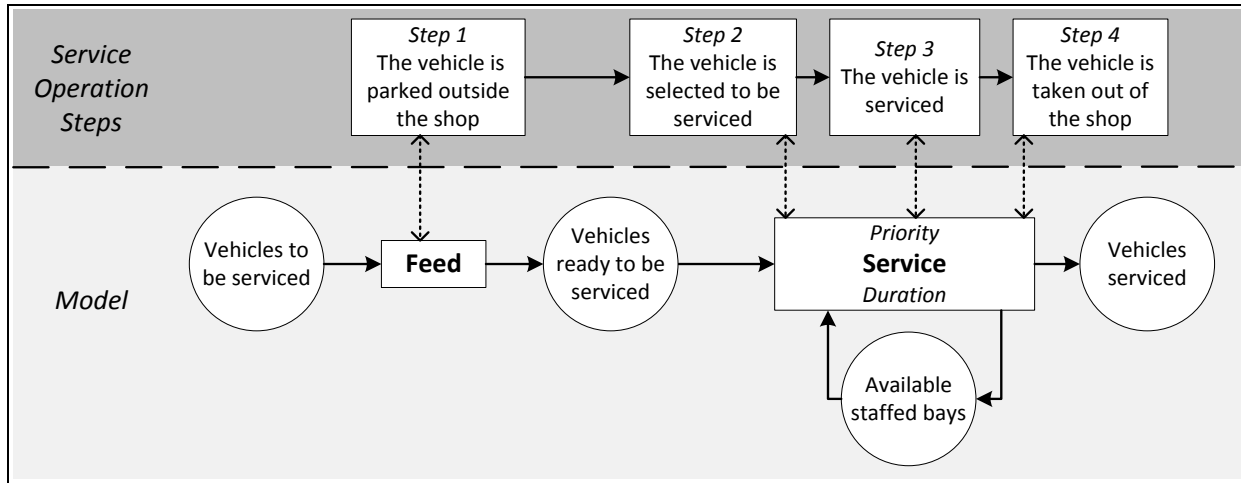 Service
Operation
Steps
Step 1
The vehicle is
parked outside
the shop
Step 2
The vehicle is
selected to be
serviced
Step 3
The vehicle is
serviced
Step 4
The vehicle is
taken out of
the shop
Model
Vehicles to
be serviced
Feed
Vehicles
ready to be
serviced
Priority
Service
Duration
Vehicles
serviced
Available
staffed bays